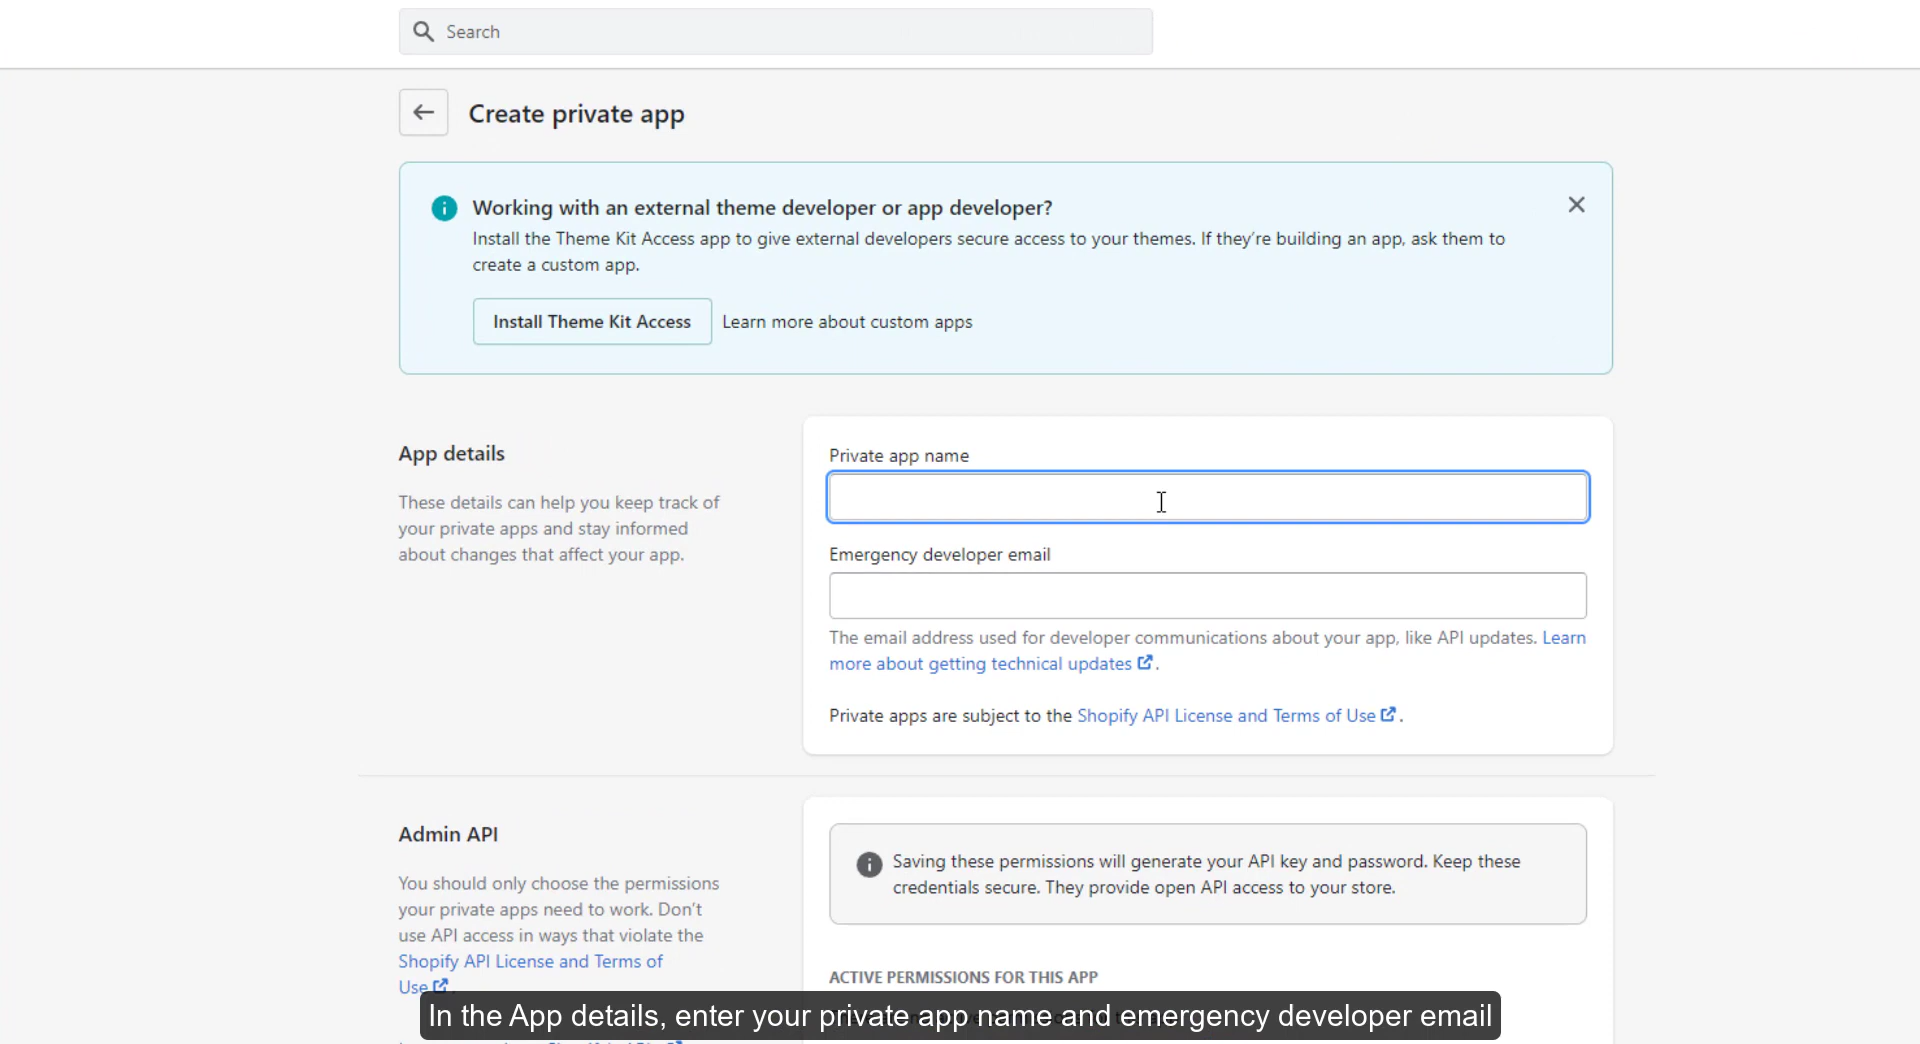 Search
Create private app
Working with an external theme developer or app developer?
Install the Theme Kit Access app to give external developers secure access to your themes. If they're building an app, ask them to
create a custom app.
Install Theme Kit Access
Learn more about custom apps
App details
These details can help you keep track of
your private apps and stay informed
about changes that affect your app.
Private app name
Emergency developer email
The email address used for developer communications about your app, like API updates. Learn
more about getting technical updates .
Private apps are subject to the Shopify API License and Terms of Use .
Admin API
You should only choose the permissions
your private apps need to work. Don't
use API access in ways that violate the
Shopify API License and Terms of
Use .
Saving these permissions will generate your API key and password. Keep these
credentials secure. They provide open API access to your store.
ACTIVE PERMISSIONS FOR THIS APP
In the App details, enter your private app name and emergency developer email